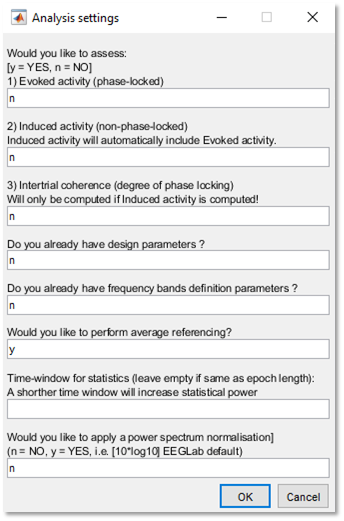 Analysis settings
Would you like to assess:
[y = YES, n = NO]
1) Evoked activity (phase-locked)
n
2) Induced activity (non-phase-locked)
Induced activity will automatically include Evoked activity.
n
3) Intertrial coherence (degree of phase locking)
Will only be computed if Induced activity is computed!
n
Do you already have design parameters ?
n
Do you already have frequency bands definition parameters ?
n
Would you like to perform average referencing?
y
Time-window for statistics (leave empty if same as epoch length):
A shorther time window will increase statistical power
Would you like to apply a power spectrum normalisation]
(n = NO, y = YES, i.e. [10*log10] EEGLab default)
n
OK Cancel